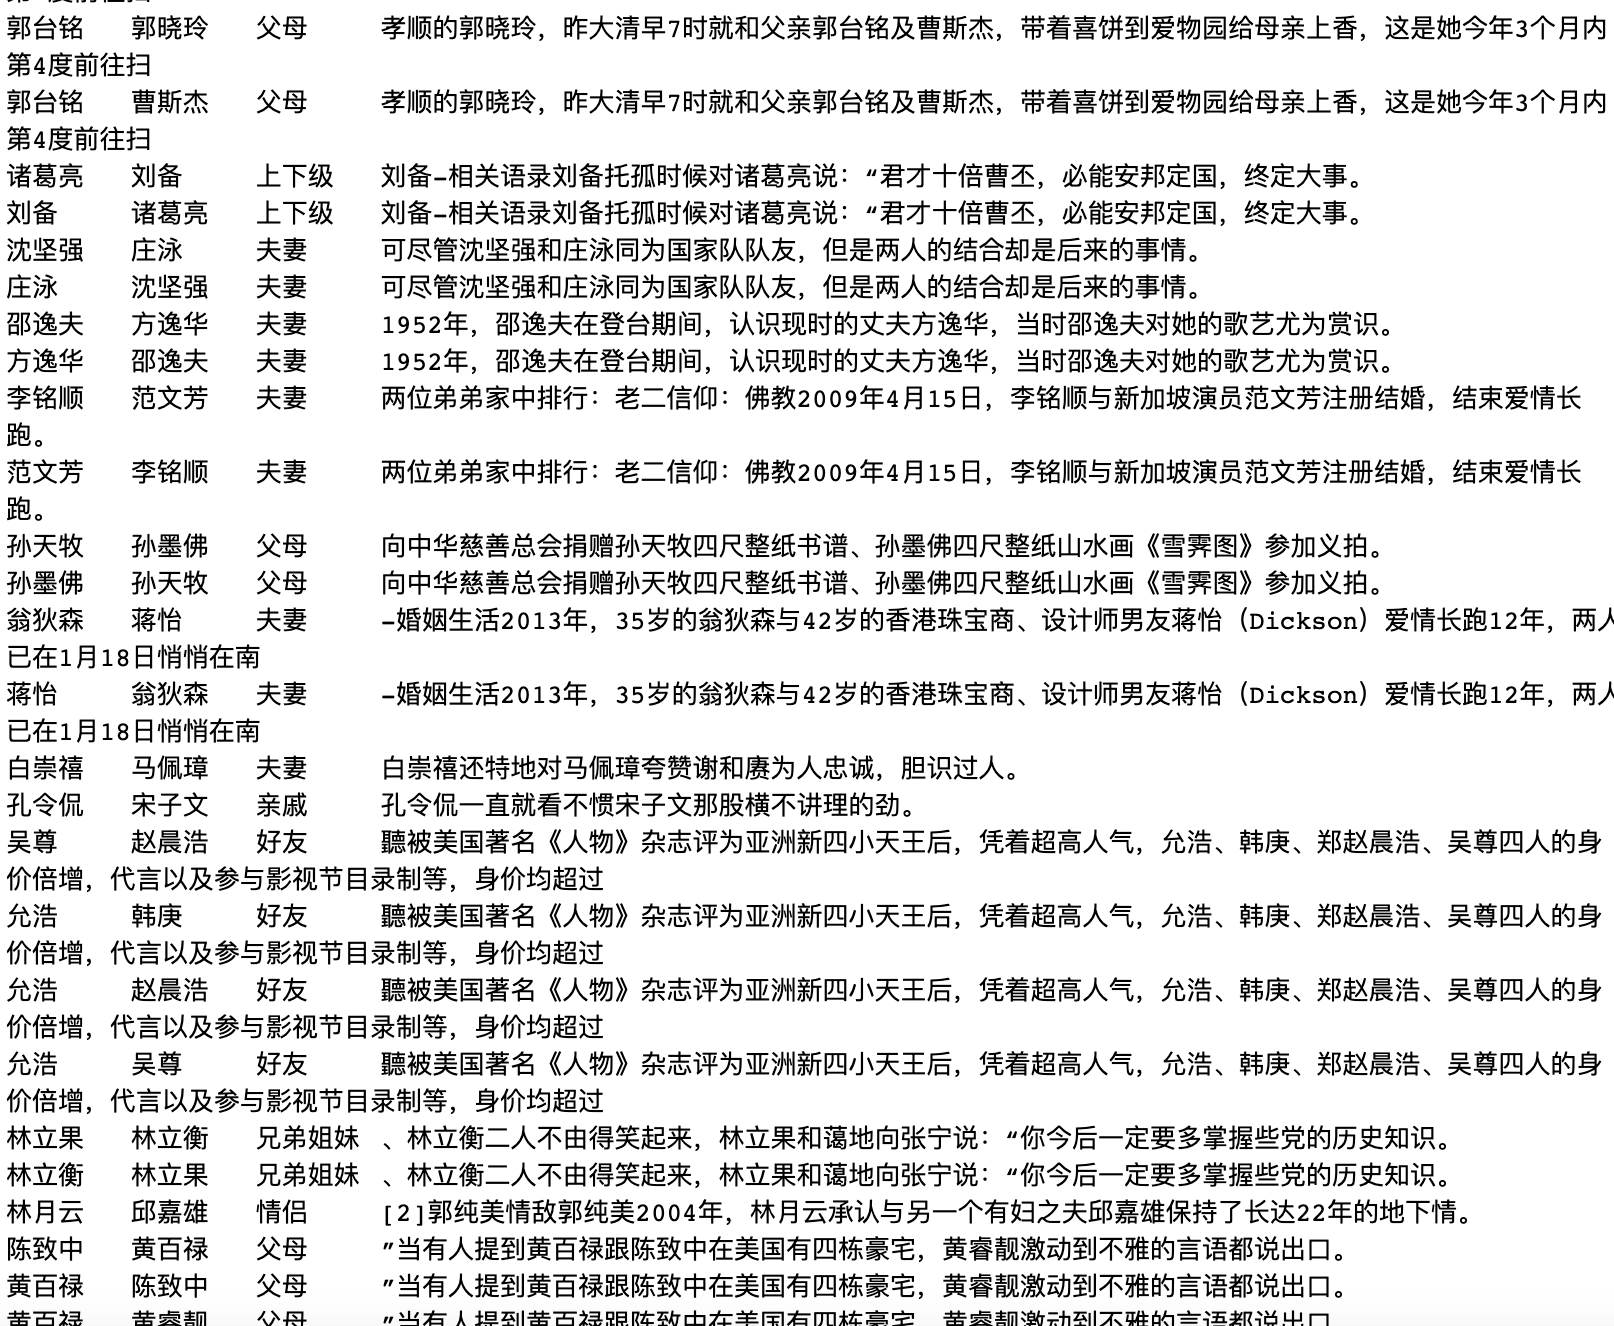 郭台铭 郭晓玲 父母 孝顺的郭晓玲，昨大清早7时就和父亲郭台铭及曹斯杰，带着喜饼到爱物园给母亲上香，这是她今年3个月内
第4度前往扫
郭台铭 曹斯杰 父母 孝顺的郭晓玲，昨大清早7时就和父亲郭台铭及曹斯杰，带着喜饼到爱物园给母亲上香，这是她今年3个月内
第4度前往扫
诸葛亮 刘备 上下级 刘备-相关语录刘备托孤时候对诸葛亮说：“君才十倍曹丕，必能安邦定国，终定大事。
刘备 诸葛亮 上下级 刘备-相关语录刘备托孤时候对诸葛亮说：“君才十倍曹丕，必能安邦定国，终定大事。
沈坚强 庄泳 夫妻 可尽管沈坚强和庄泳同为国家队队友，但是两人的结合却是后来的事情。
庄泳 沈坚强 夫妻 可尽管沈坚强和庄泳同为国家队队友，但是两人的结合却是后来的事情。
邵逸夫 方逸华 夫妻 1952年，邵逸夫在登台期间，认识现时的丈夫方逸华，当时邵逸夫对她的歌艺尤为赏识。
方逸华 邵逸夫 夫妻 1952年，邵逸夫在登台期间，认识现时的丈夫方逸华，当时邵逸夫对她的歌艺尤为赏识。
李铭顺 范文芳 夫妻 两位弟弟家中排行：老二信仰：佛教2009年4月15日，李铭顺与新加坡演员范文芳注册结婚，结束爱情长
跑。
范文芳 李铭顺 夫妻 两位弟弟家中排行：老二信仰：佛教2009年4月15日，李铭顺与新加坡演员范文芳注册结婚，结束爱情长
跑。
孙天牧 孙墨佛 父母 向中华慈善总会捐赠孙天牧四尺整纸书谱、孙墨佛四尺整纸山水画《雪霁图》参加义拍。
孙墨佛 孙天牧 父母 向中华慈善总会捐赠孙天牧四尺整纸书谱、孙墨佛四尺整纸山水画《雪霁图》参加义拍。
翁狄森 蒋怡 夫妻 -婚姻生活2013年，35岁的翁狄森与42岁的香港珠宝商、设计师男友蒋怡（Dickson）爱情长跑12年，两人
已在1月18日悄悄在南
蒋怡 翁狄森 夫妻 -婚姻生活2013年，35岁的翁狄森与42岁的香港珠宝商、设计师男友蒋怡（Dickson）爱情长跑12年，两人
已在1月18日悄悄在南
白崇禧 马佩璋 夫妻 白崇禧还特地对马佩璋夸赞谢和赓为人忠诚，胆识过人。
孔令侃 宋子文 亲戚 孔令侃一直就看不惯宋子文那股横不讲理的劲。
吴尊 赵晨浩 好友 聽被美国著名《人物》杂志评为亚洲新四小天王后，凭着超高人气，允浩、韩庚、郑赵晨浩、吴尊四人的身
价倍增，代言以及参与影视节目录制等，身价均超过
允浩 韩庚 好友 聽被美国著名《人物》杂志评为亚洲新四小天王后，凭着超高人气，允浩、韩庚、郑赵晨浩、吴尊四人的身
价倍增，代言以及参与影视节目录制等，身价均超过
允浩 赵晨浩 好友 聽被美国著名《人物》杂志评为亚洲新四小天王后，凭着超高人气，允浩、韩庚、郑赵晨浩、吴尊四人的身
价倍增，代言以及参与影视节目录制等，身价均超过
允浩 吴尊 好友 聽被美国著名《人物》杂志评为亚洲新四小天王后，凭着超高人气，允浩、韩庚、郑赵晨浩、吴尊四人的身
价倍增，代言以及参与影视节目录制等，身价均超过
林立果 林立衡 兄弟姐妹 、林立衡二人不由得笑起来，林立果和蔼地向张宁说：“你今后一定要多掌握些党的历史知识。
林立衡 林立果 兄弟姐妹 、林立衡二人不由得笑起来，林立果和蔼地向张宁说：“你今后一定要多掌握些党的历史知识。
林月云 邱嘉雄 情侣 [2]郭纯美情敌郭纯美2004年，林月云承认与另一个有妇之夫邱嘉雄保持了长达22年的地下情。
陈致中 黄百禄 父母 ”当有人提到黄百禄跟陈致中在美国有四栋豪宅，黄睿靓激动到不雅的言语都说出口。
黄百禄 陈致中 父母 ”当有人提到黄百禄跟陈致中在美国有四栋豪宅，黄睿靓激动到不雅的言语都说出口。
黄百禄 黄睿靓 父母 ”当有人提到黄百禄跟陈致中在美国有四栋豪宅，黄睿靓激动到不雅的言语都说出口